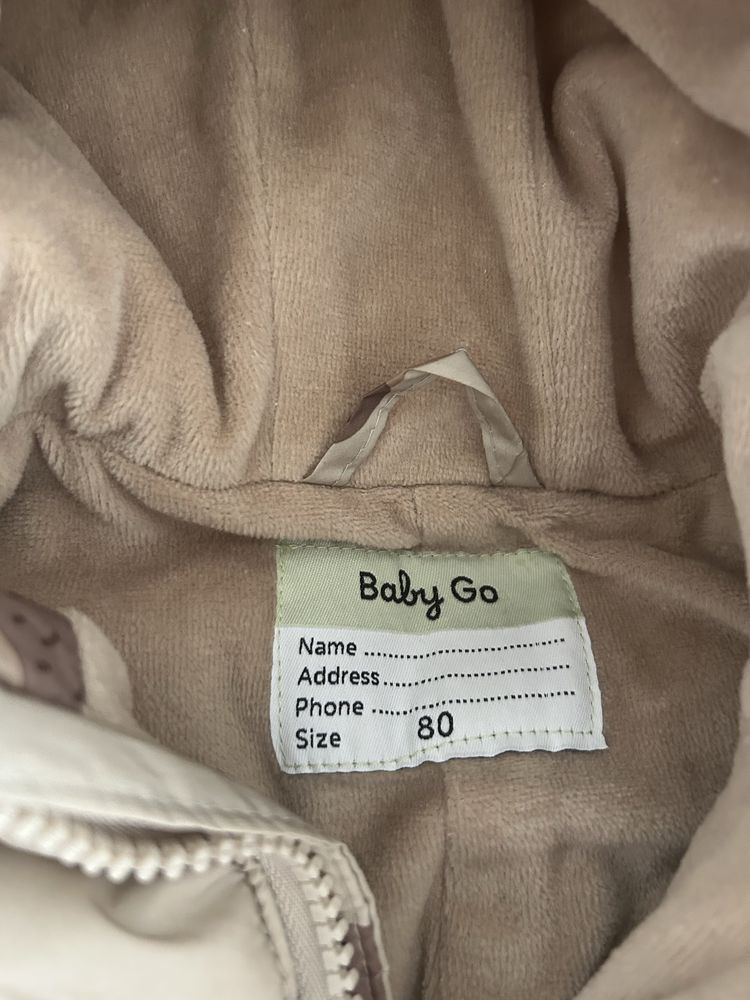 Baby Go
Name ........................................
Address ........................................
Phone ........................................
Size 80